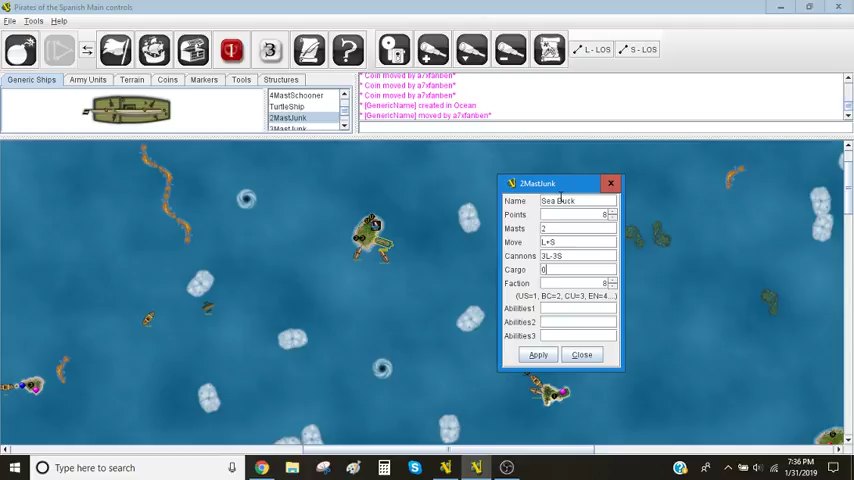 Pirates of the Spanish Main controls
File Tools Help
L - LOS
S - LOS
Generic Ships Army Units Terrain Coins Markers Tools Structures
4MastSchooner
TurtleShip
2MastJunk
* Coin moved by a7xfanben*
* Coin moved by a7xfanben*
* Coin moved by a7xfanben*
* [GenericName] created in Ocean
* [GenericName] moved by a7xfanben*
2MastJunk
Name Sea Duck
Points 8
Masts 2
Move L+S
Cannons 3L-3S
Cargo 0
Faction 8
(US=1, BC=2, CU=3, EN=4...)
Abilities1
Abilities2
Abilities3
Apply Close
Type here to search
7:36 PM
1/31/2019